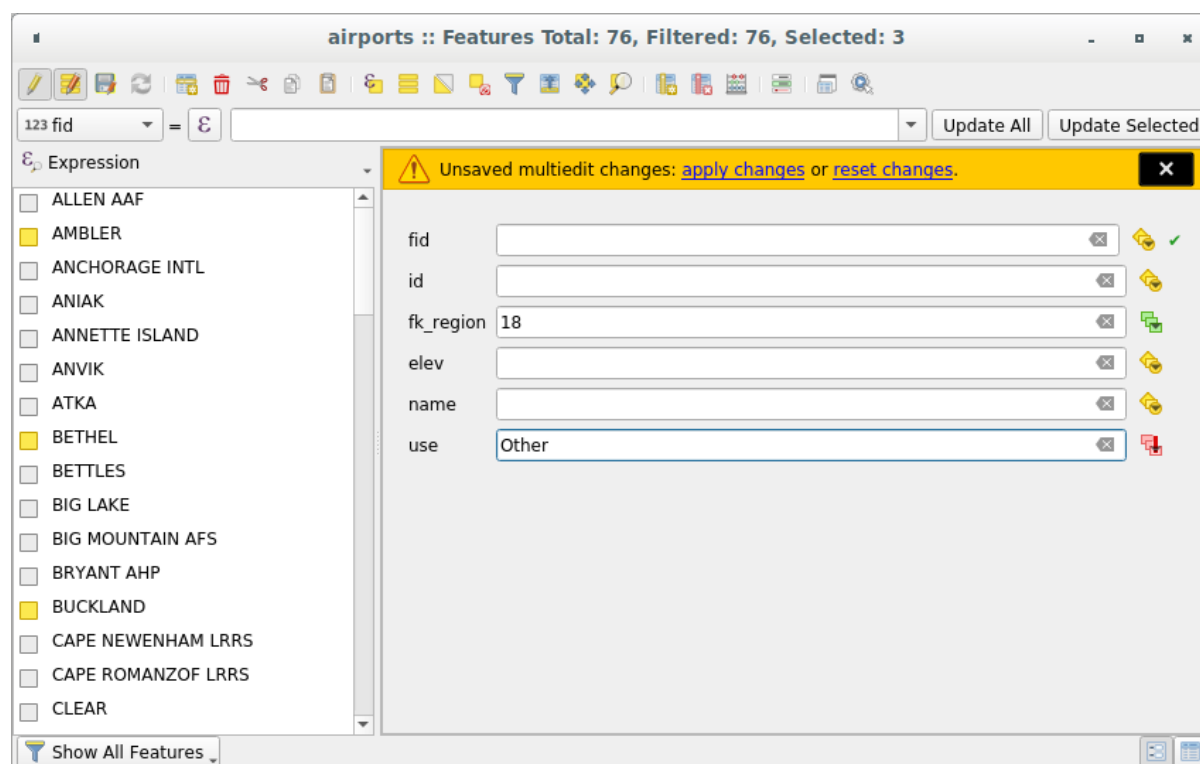 airports :: Features Total: 76, Filtered: 76, Selected: 3
123 fid = ε Update All Update Selected
Expression
Unsaved multiedit changes: apply changes or reset changes.
ALLEN AAF
AMBLER
ANCHORAGE INTL
ANIAK
ANNETTE ISLAND
ANVIK
ATKA
BETHEL
BETTLES
BIG LAKE
BIG MOUNTAIN AFS
BRYANT AHP
BUCKLAND
CAPE NEWENHAM LRRS
CAPE ROMANZOF LRRS
CLEAR
fid
id
fk_region 18
elev
name
use Other
Show All Features